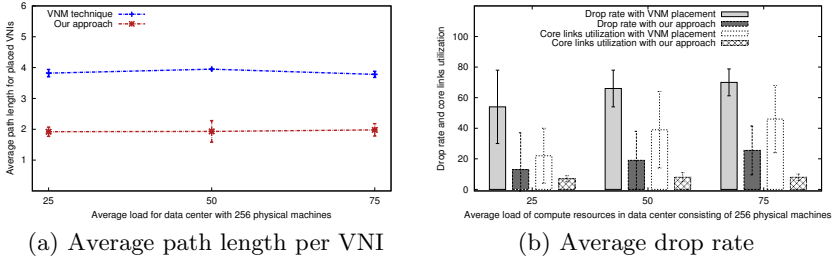 VNM technique
Our approach
6
5
4
3
2
1
25
50
75
Average path length for placed VNIs
Average load for data center with 256 physical machines
(a) Average path length per VNI
Drop rate with VNM placement
Drop rate with our approach
Core links utilization with VNM placement
Core links utilization with our approach
100
80
60
40
20
0
25
50
75
Drop rate and core links utilization
Average load of compute resources in data center consisting of 256 physical machines
(b) Average drop rate